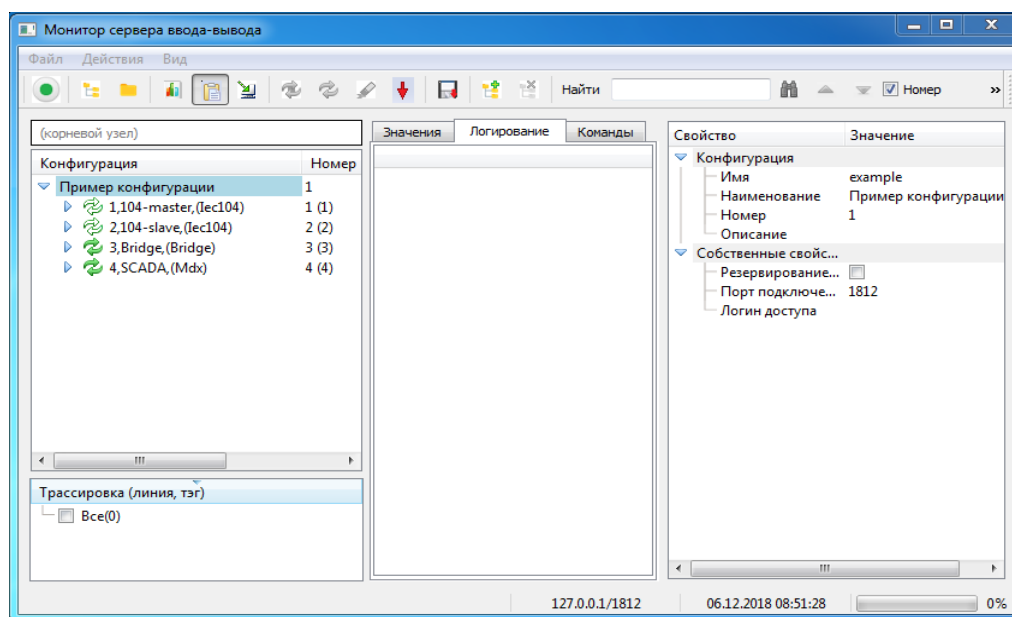 Монитор сервера ввода-вывода
Файл Действия Вид
Найти Номер »
(корневой узел)
Конфигурация Номер
Пример конфигурации 1
1,104-master,(Iec104) 1 (1)
2,104-slave,(Iec104) 2 (2)
3,Bridge,(Bridge) 3 (3)
4,SCADA,(Mdx) 4 (4)
Трассировка (линия, тэг)
Все(0)
Значения Логирование Команды
Свойство Значение
Конфигурация
Имя example
Наименование Пример конфигурации
Номер 1
Описание
Собственные свойс...
Резервирование...
Порт подключе... 1812
Логин доступа
127.0.0.1/1812 06.12.2018 08:51:28 0%